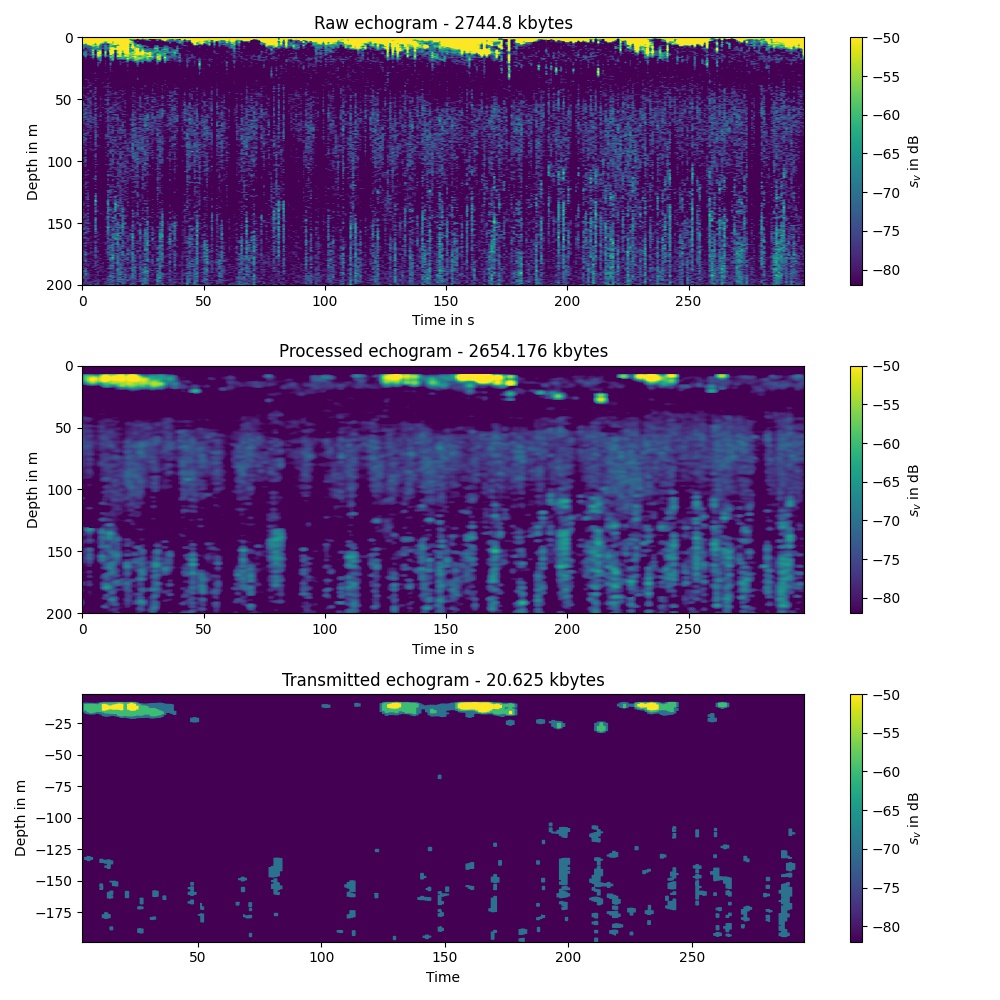 Raw echogram - 2744.8 kbytes
0
50
100
150
200
Depth in m
0 50 100 150 200 250
Time in s
−50
−55
−60
−65
−70
−75
−80
sv in dB
Processed echogram - 2654.176 kbytes
0
50
100
150
200
Depth in m
0 50 100 150 200 250
Time in s
−50
−55
−60
−65
−70
−75
−80
sv in dB
Transmitted echogram - 20.625 kbytes
−25
−50
−75
−100
−125
−150
−175
Depth in m
50 100 150 200 250
Time
−50
−55
−60
−65
−70
−75
−80
sv in dB